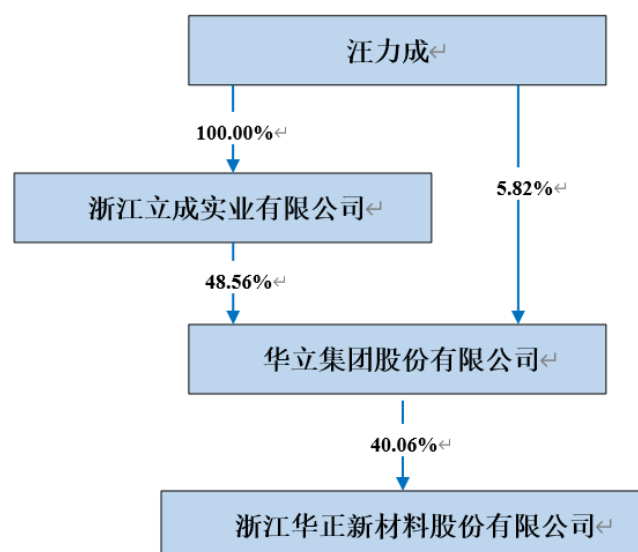 汪力成↵
100.00%↵
浙江立成实业有限公司↵
5.82%↵
48.56%↵
华立集团股份有限公司↵
40.06%↵
浙江华正新材料股份有限公司↵